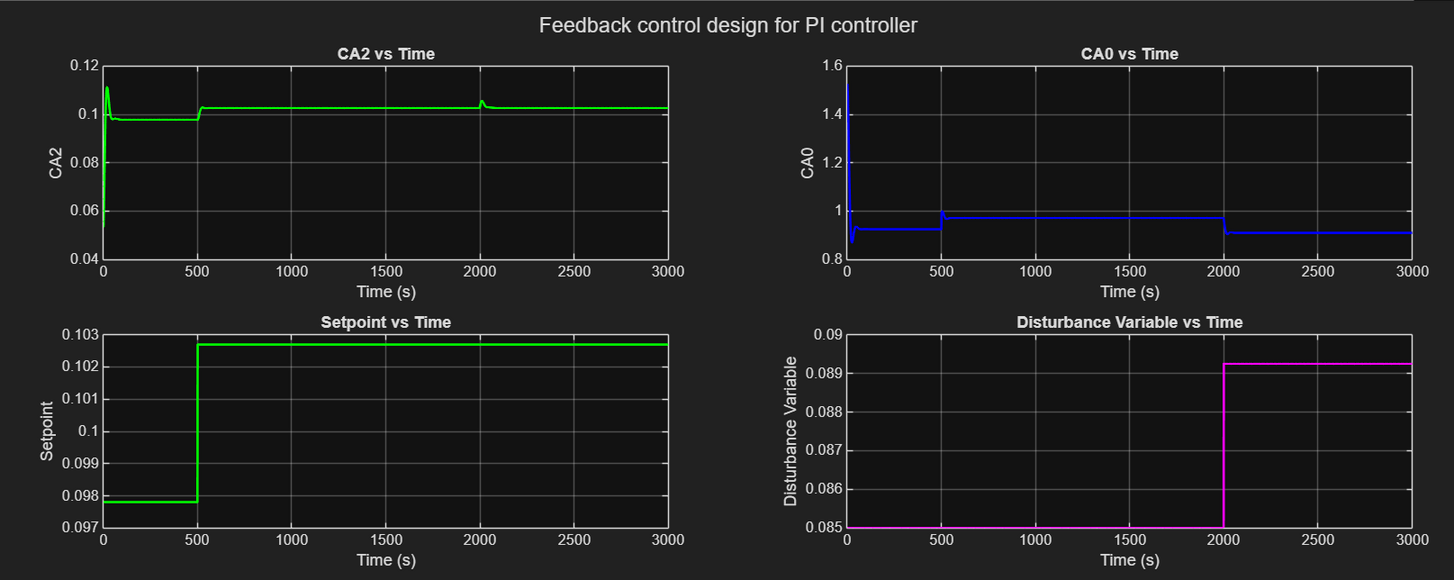 Feedback control design for PI controller
CA2 vs Time
0.12
0.1
0.08
0.06
0.04
CA2
0 500 1000 1500 2000 2500 3000
Time (s)
CA0 vs Time
1.6
1.4
1.2
1
0.8
CA0
0 500 1000 1500 2000 2500 3000
Time (s)
Setpoint vs Time
0.103
0.102
0.101
0.1
0.099
0.098
0.097
Setpoint
0 500 1000 1500 2000 2500 3000
Time (s)
Disturbance Variable vs Time
0.09
0.089
0.088
0.087
0.086
0.085
Disturbance Variable
0 500 1000 1500 2000 2500 3000
Time (s)